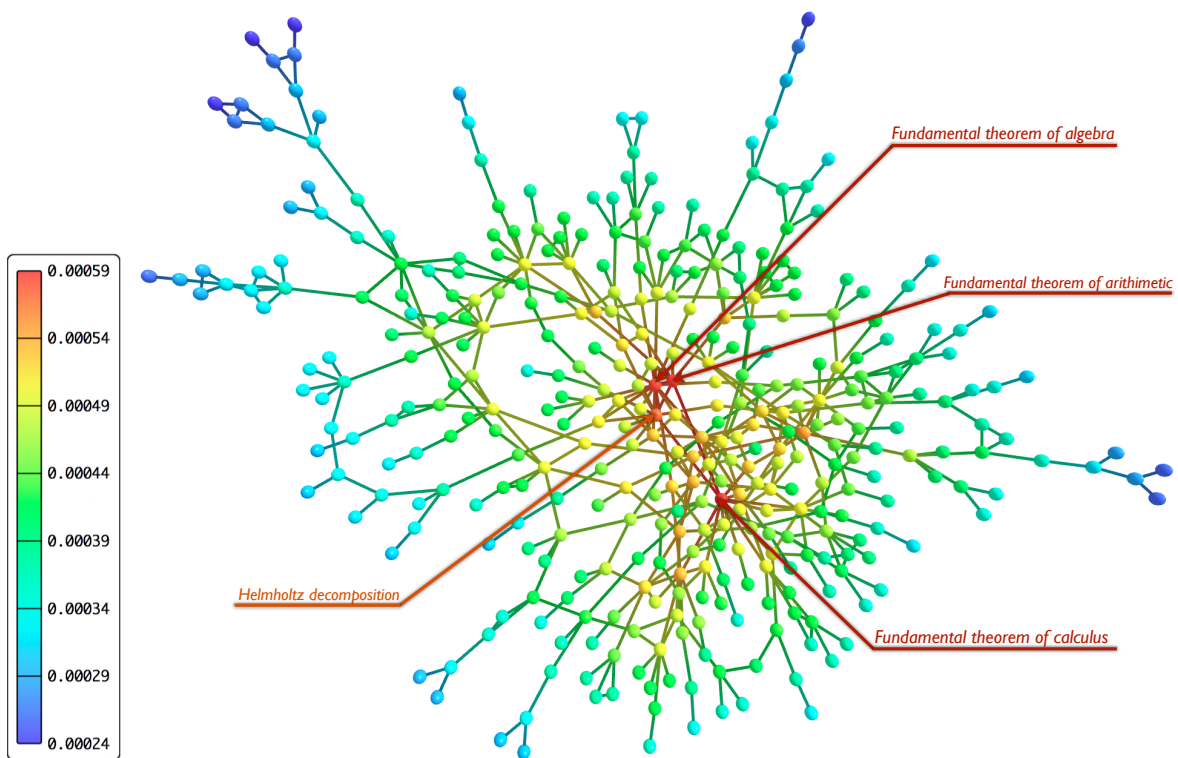 Fundamental theorem of algebra
Fundamental theorem of arithimetic
0.00059
0.00054
0.00049
0.00044
0.00039
0.00034
0.00029
0.00024
Helmholtz decomposition
Fundamental theorem of calculus